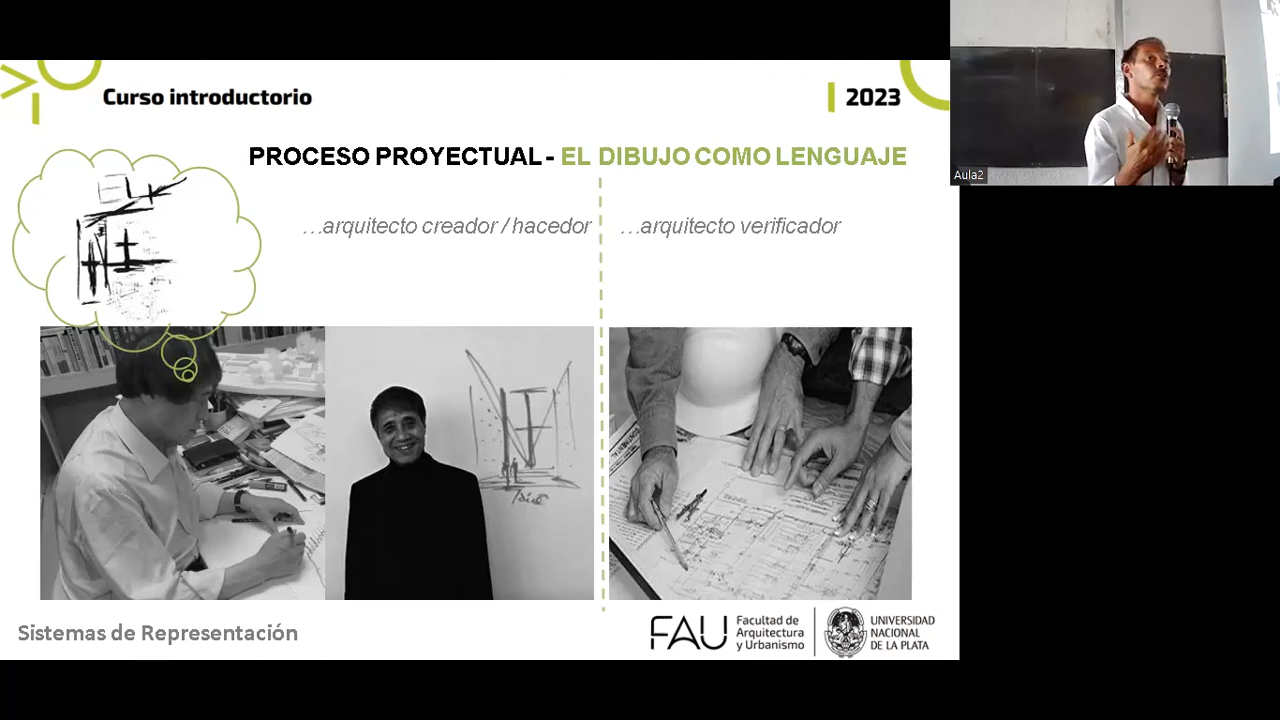 Curso introductorio
2023
PROCESO PROYECTUAL - EL DIBUJO COMO LENGUAJE
...arquitecto creador / hacedor
...arquitecto verificador
Sistemas de Representación
FAU
Facultad de
Arquitectura
y Urbanismo
UNIVERSIDAD
NACIONAL
DE LA PLATA
Aula2